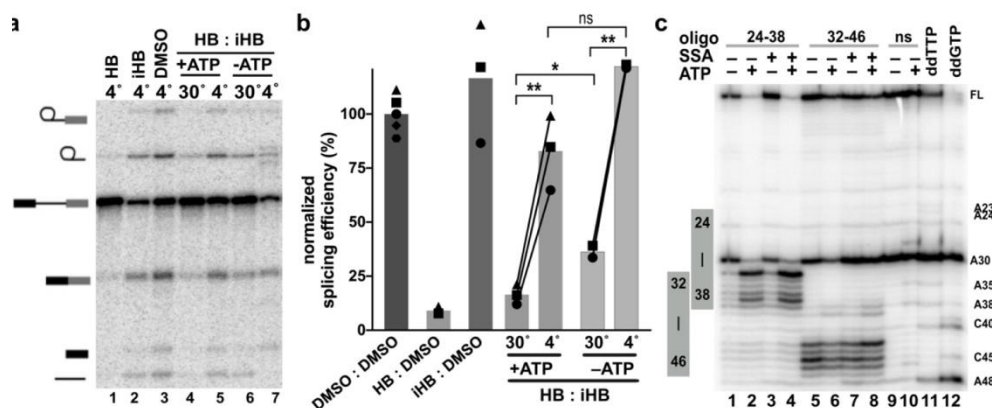 a
HB : iHB
HB
iHB
DMSO
+ATP
-ATP
4° 4° 4° 30° 4° 30° 4°
1 2 3 4 5 6 7
b
normalized
splicing efficiency (%)
100
75
50
25
0
ns
*
**
**
DMSO : DMSO
HB : DMSO
iHB : DMSO
30° 4° 30° 4°
+ATP –ATP
HB : iHB
c
oligo 24-38 32-46 ns
SSA – – + + – – + + – –
ATP – + – + – + – + – +
ddTTP
ddGTP
FL
A23
A24
A30
A35
A38
C40
C45
A48
24
|
38
32
|
46
1 2 3 4 5 6 7 8 9 10 11 12